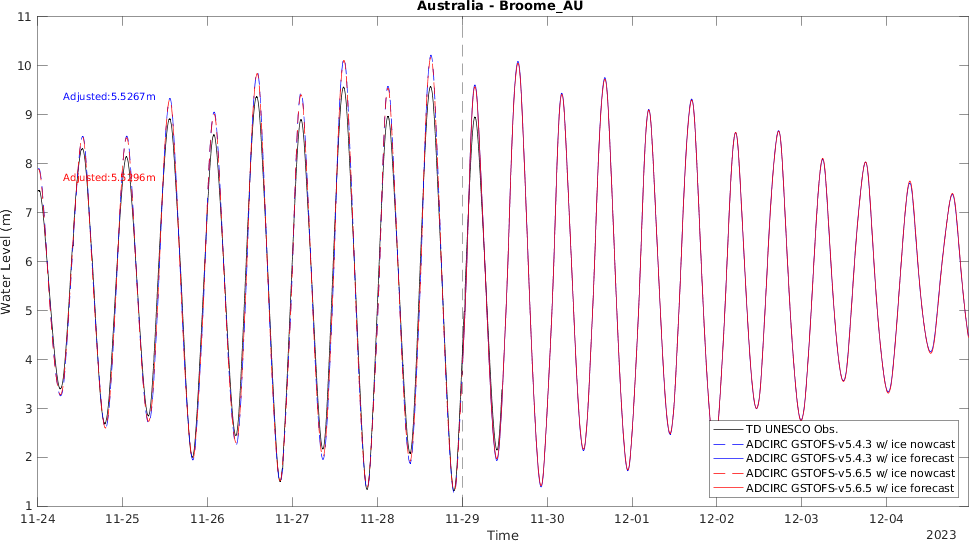 Australia - Broome_AU
11
10
9
8
7
6
5
4
3
2
1
Water Level (m)
Adjusted:5.5267m
Adjusted:5.5296m
TD UNESCO Obs.
ADCIRC GSTOFS-v5.4.3 w/ ice nowcast
ADCIRC GSTOFS-v5.4.3 w/ ice forecast
ADCIRC GSTOFS-v5.6.5 w/ ice nowcast
ADCIRC GSTOFS-v5.6.5 w/ ice forecast
11-24 11-25 11-26 11-27 11-28 11-29 11-30 12-01 12-02 12-03 12-04
Time
2023